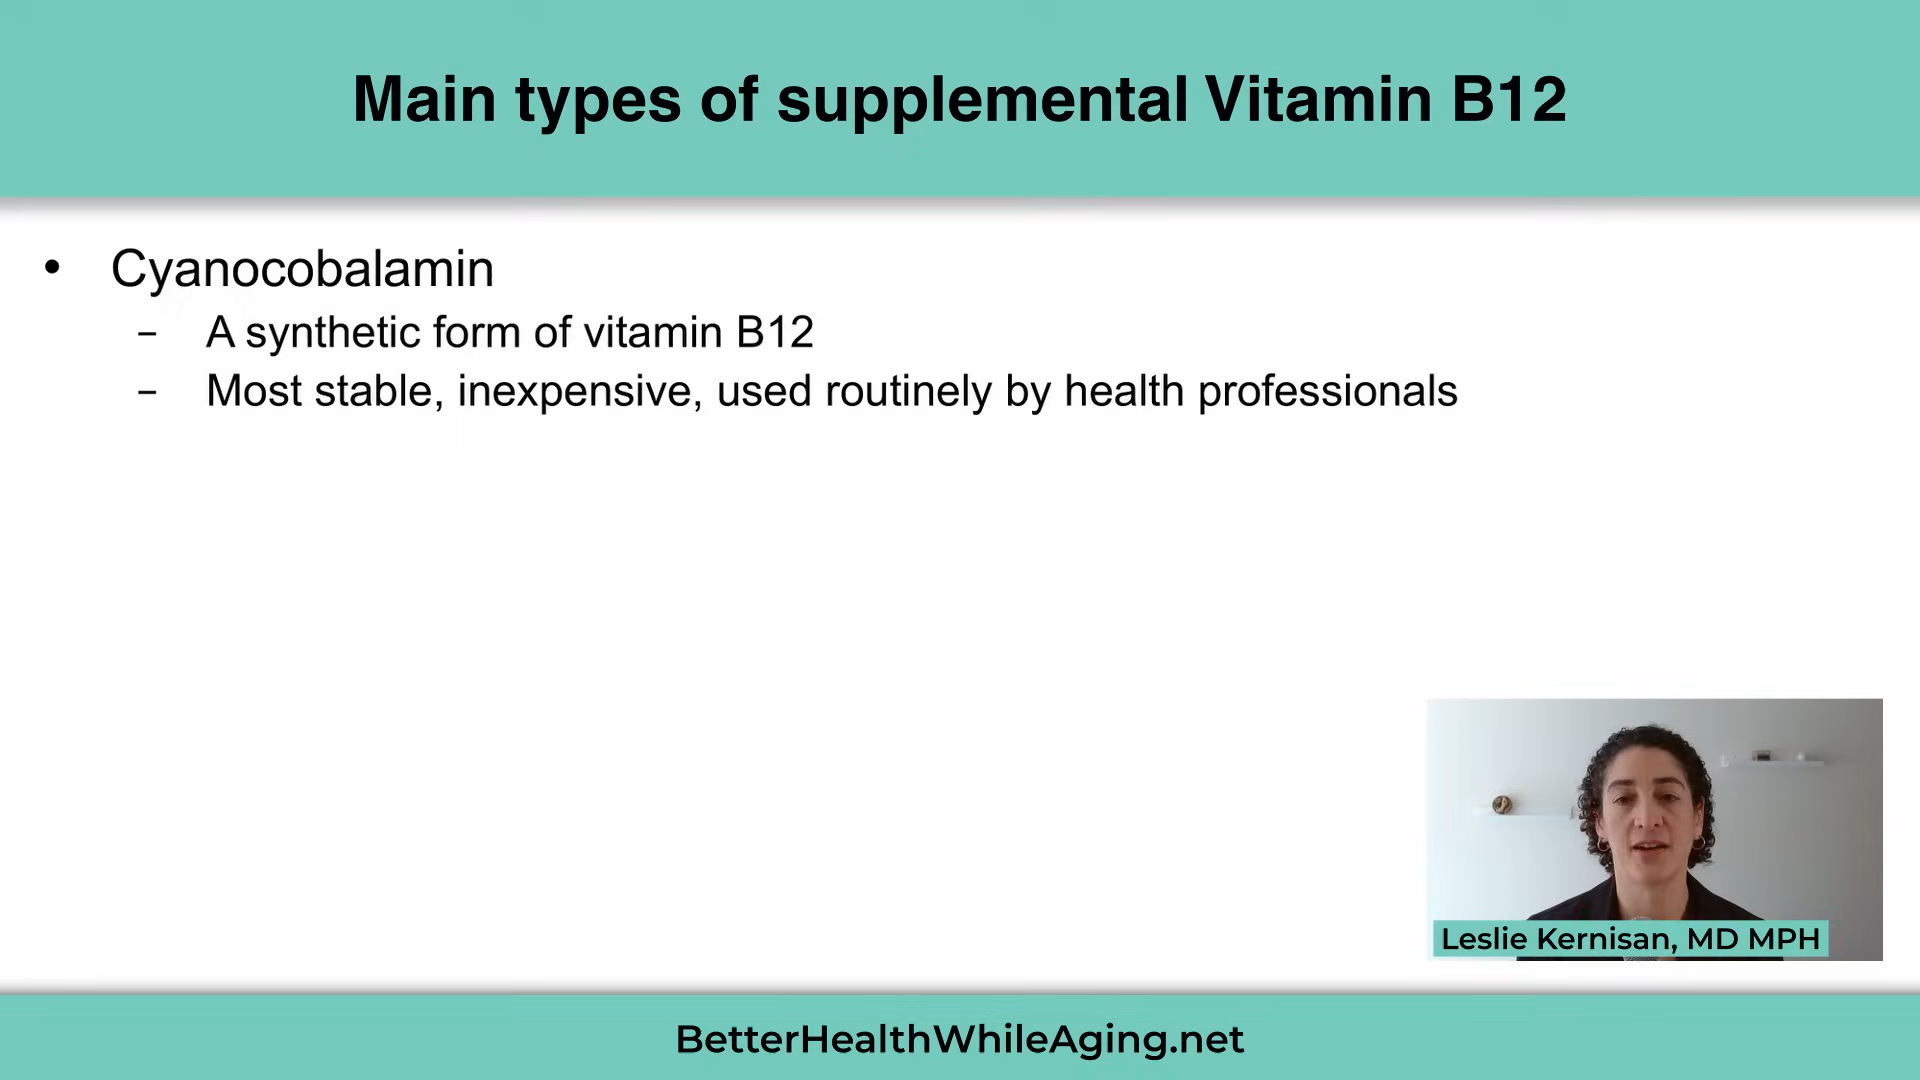 Main types of supplemental Vitamin B12
• Cyanocobalamin
– A synthetic form of vitamin B12
– Most stable, inexpensive, used routinely by health professionals
Leslie Kernisan, MD MPH
BetterHealthWhileAging.net